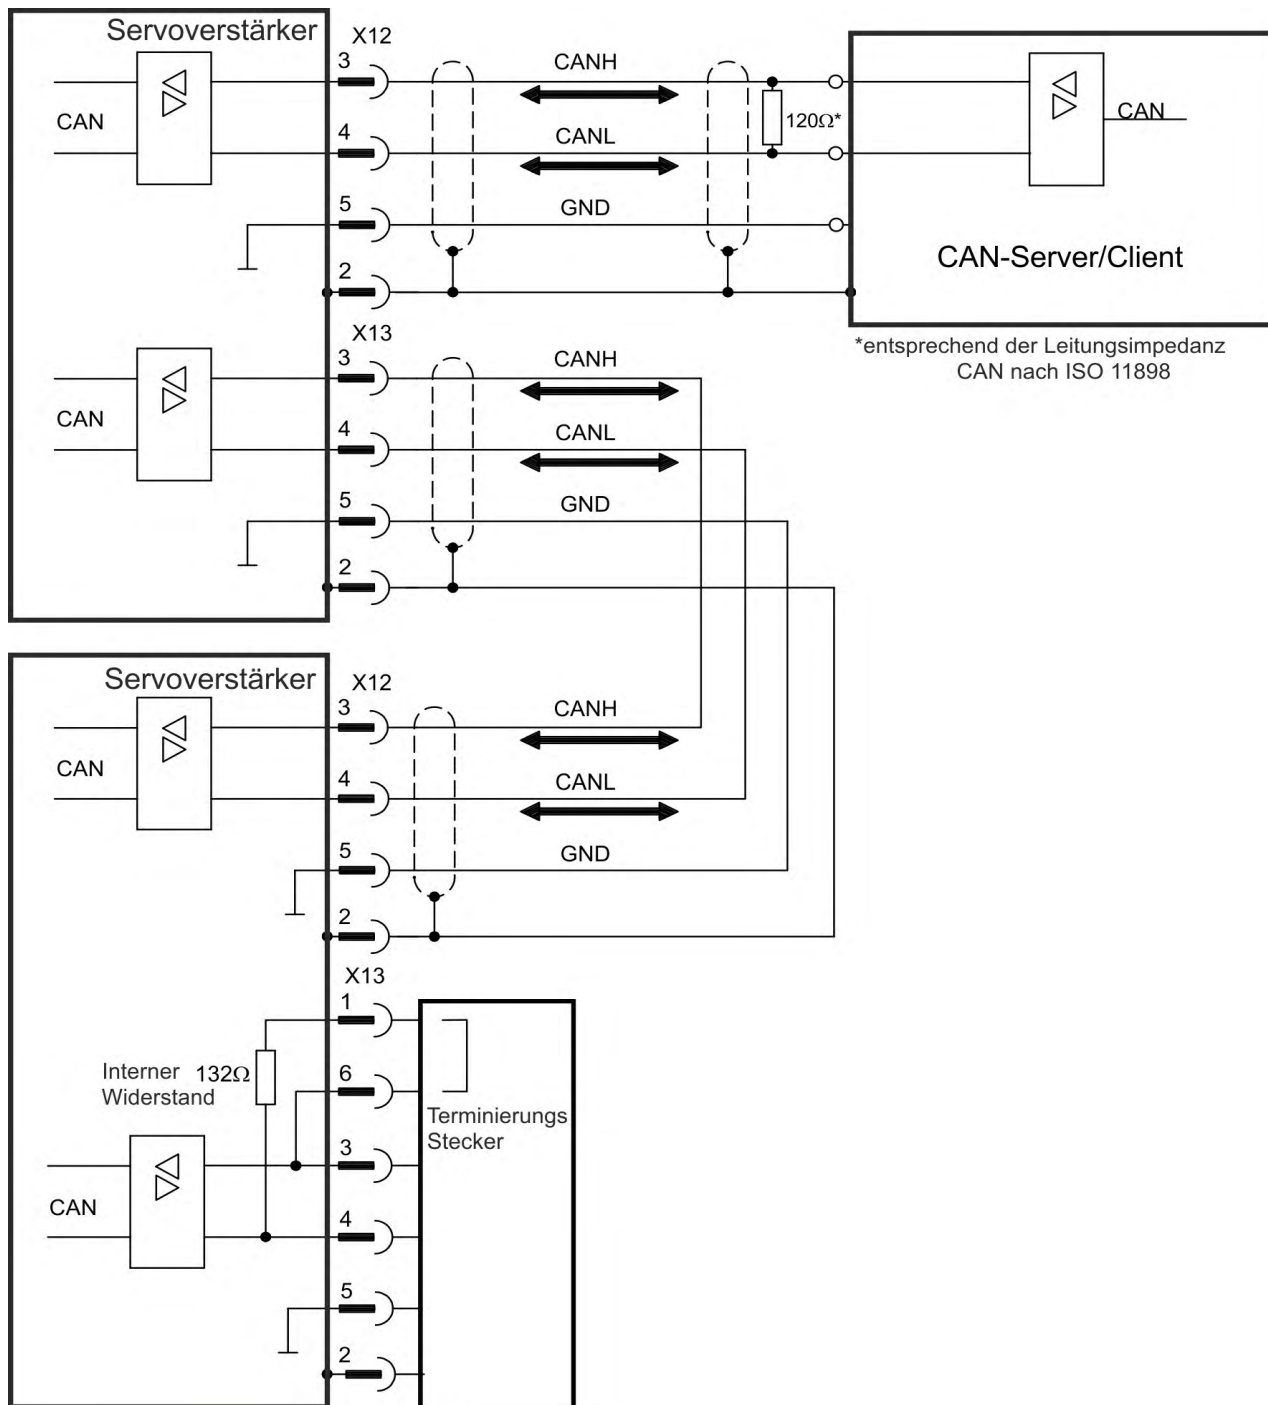 Servoverstärker
X12
3
CANH
CAN
120Ω*
CAN
4
CANL
5
GND
CAN-Server/Client
2
X13
*entsprechend der Leitungsimpedanz
CAN nach ISO 11898
3
CANH
CAN
4
CANL
5
GND
2
Servoverstärker
X12
3
CANH
CAN
4
CANL
5
GND
2
X13
1
Interner
Widerstand
132Ω
6
Terminierungs
Stecker
3
CAN
4
5
2